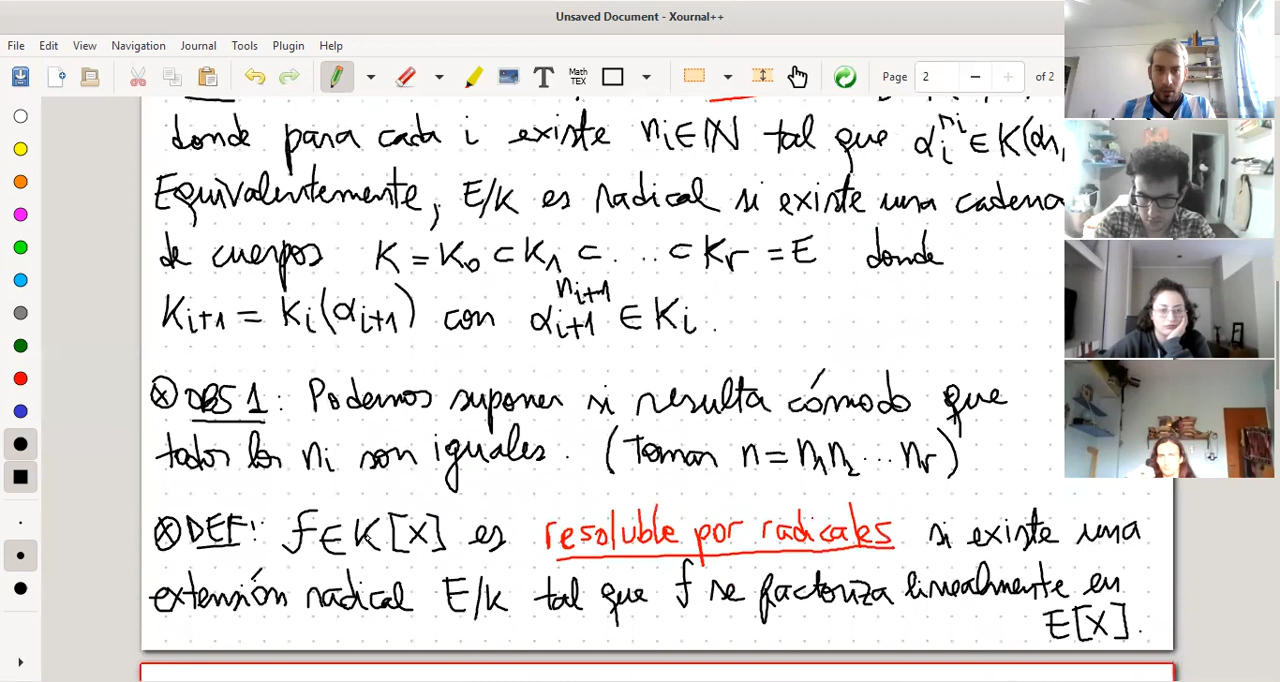 Unsaved Document - Xournal++
File Edit View Navigation Journal Tools Plugin Help
T Math TEX Page 2 of 2
donde para cada i existe nᵢ∈ℕ tal que αᵢ^{nᵢ} ∈ K(α₁,
Equivalentemente, E/K es radical si existe una cadena
de cuerpos K = K₀ ⊂ K₁ ⊂ ... ⊂ Kᵣ = E donde
Kᵢ₊₁ = Kᵢ(αᵢ₊₁) con αᵢ₊₁^{nᵢ₊₁} ∈ Kᵢ.
⊗ OBS 1: Podemos suponer si resulta cómodo que
todos los nᵢ son iguales. (Tomar n = n₁n₂...nᵣ)
⊗ DEF: f∈K[X] es resoluble por radicales si existe una
extensión radical E/K tal que f se factoriza linealmente en
E[X].